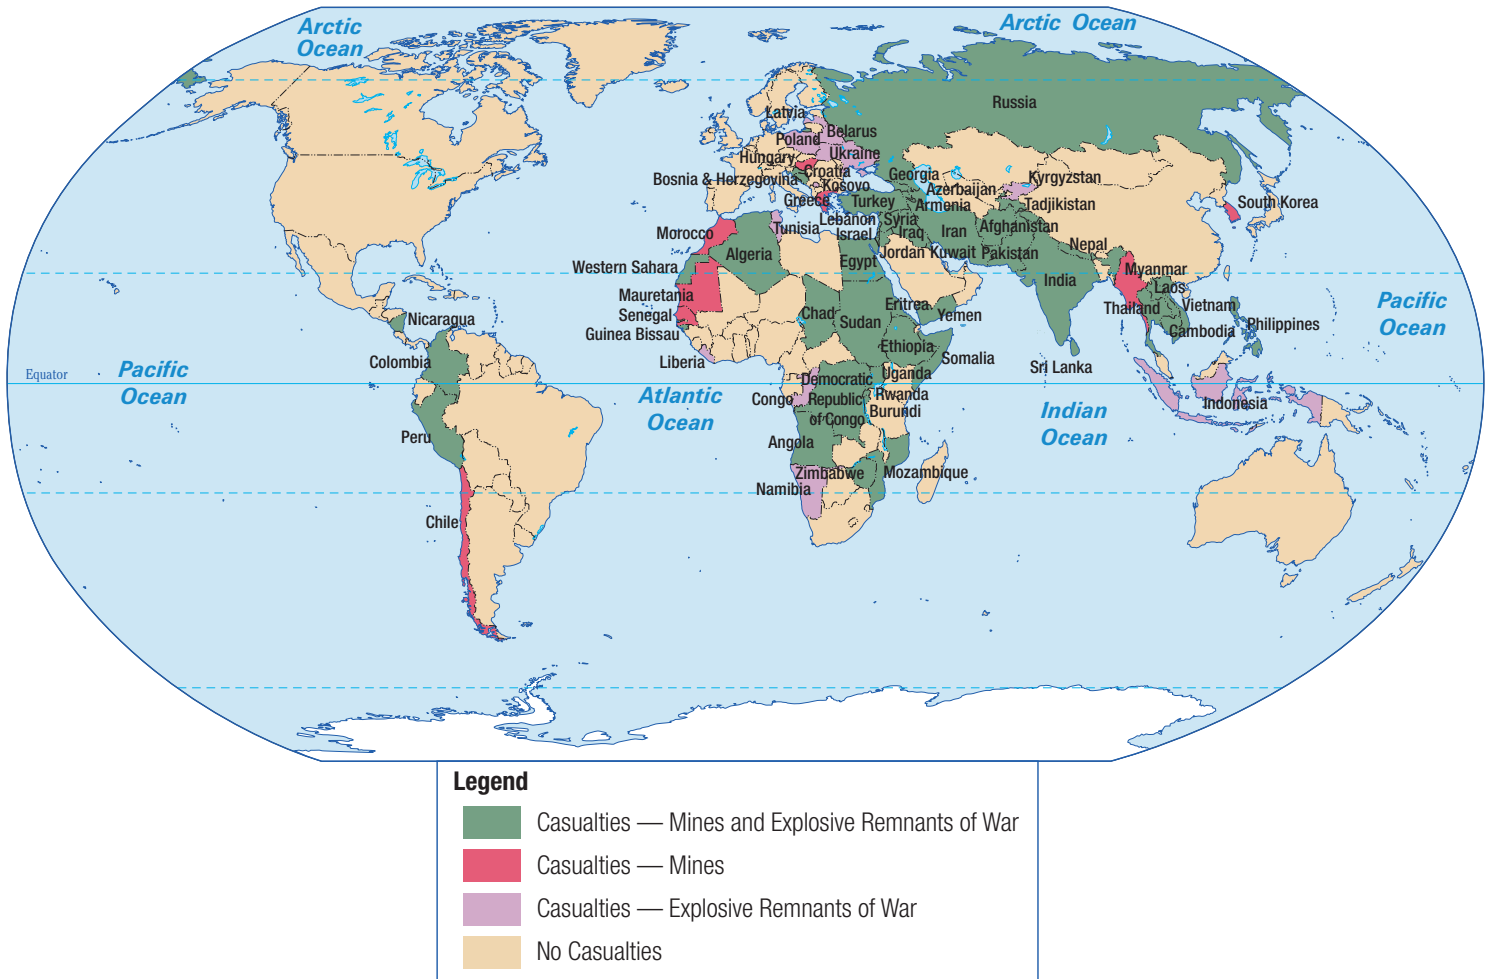 Arctic
Ocean
Arctic Ocean
Russia
Latvia
Belarus
Poland
Ukraine
Hungary
Croatia
Bosnia & Herzegovina
Kosovo
Georgia
Kyrgyzstan
Azerbaijan
Greece
Turkey
Armenia
Tadjikistan
South Korea
Lebanon
Syria
Tunisia
Israel
Iraq
Iran
Afghanistan
Morocco
Algeria
Jordan
Kuwait
Pakistan
Nepal
Egypt
Western Sahara
India
Myanmar
Laos
Mauretania
Senegal
Chad
Sudan
Eritrea
Yemen
Thailand
Vietnam
Pacific
Ocean
Nicaragua
Guinea Bissau
Cambodia
Philippines
Colombia
Liberia
Ethiopia
Somalia
Sri Lanka
Equator
Pacific
Ocean
Atlantic
Ocean
Democratic
Republic
of Congo
Uganda
Rwanda
Burundi
Congo
Indian
Ocean
Indonesia
Peru
Angola
Zimbabwe
Mozambique
Namibia
Chile
Legend
Casualties — Mines and Explosive Remnants of War
Casualties — Mines
Casualties — Explosive Remnants of War
No Casualties